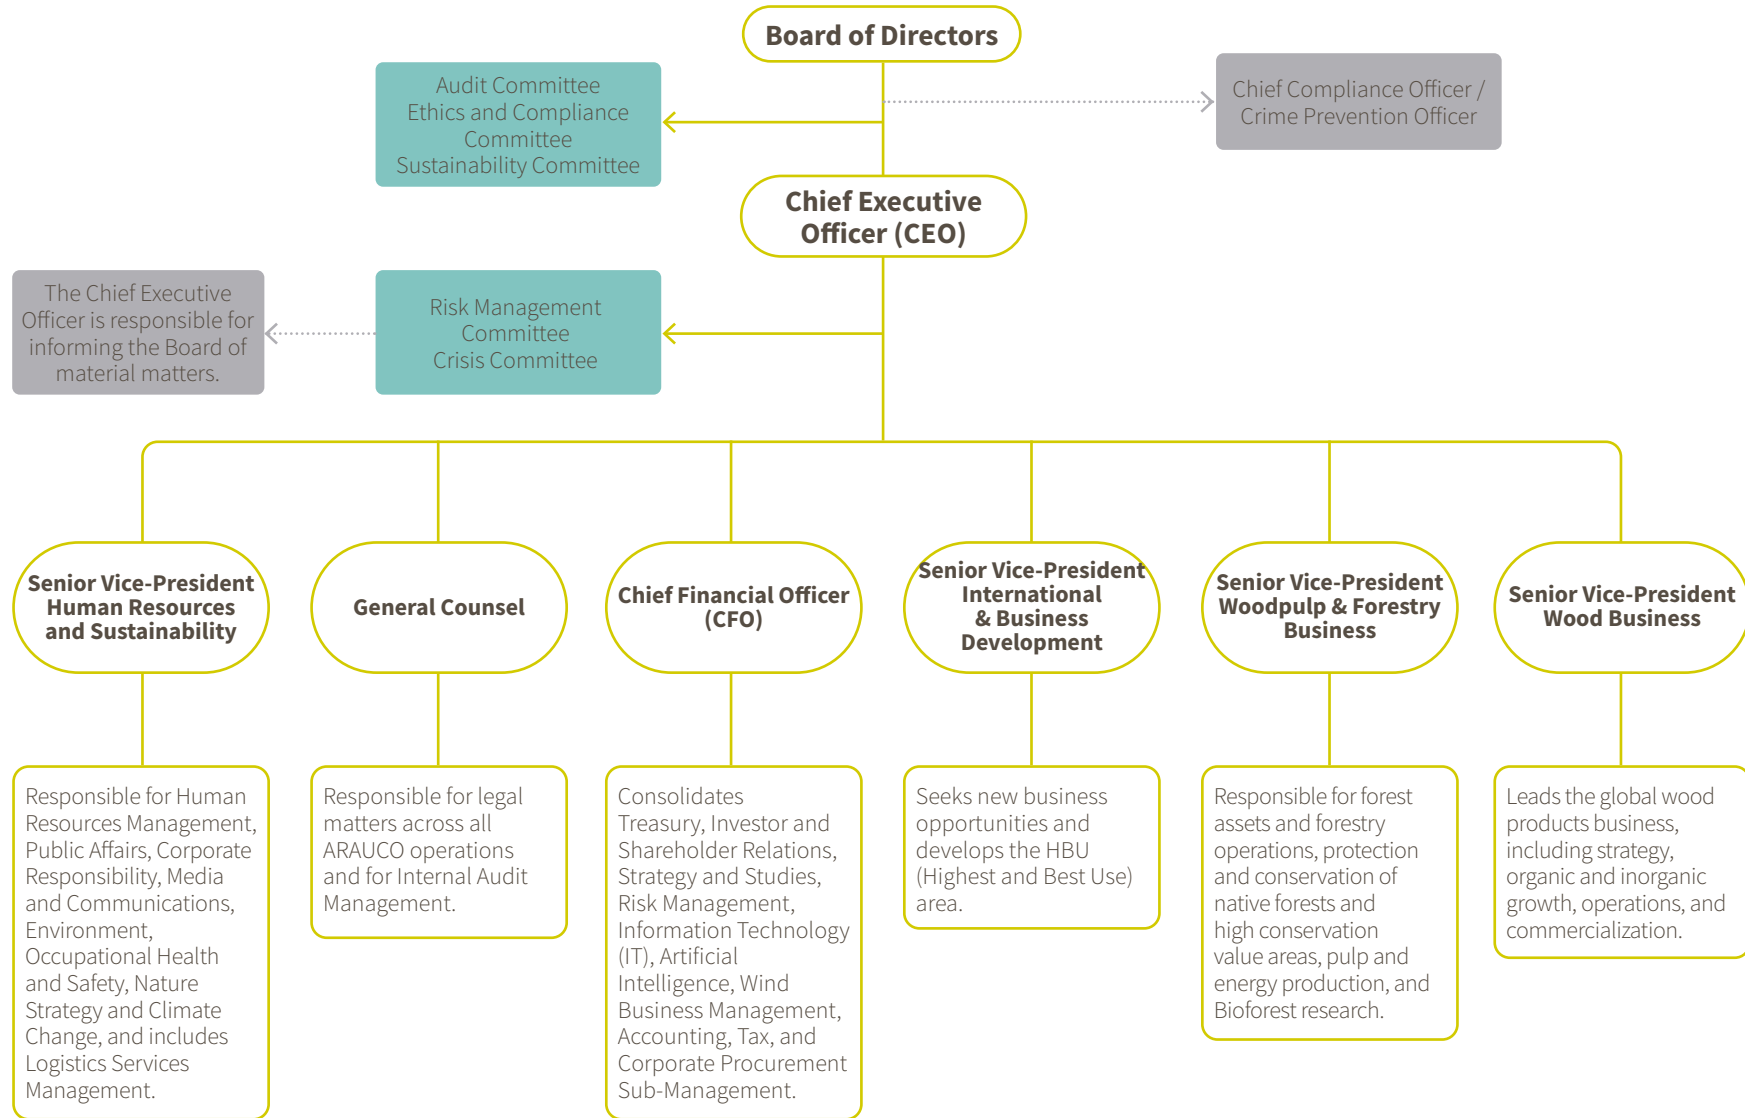 Board of Directors
Audit Committee
Ethics and Compliance
Committee
Sustainability Committee
Chief Compliance Officer /
Crime Prevention Officer
Chief Executive
Officer (CEO)
The Chief Executive
Officer is responsible for
informing the Board of
material matters.
Risk Management
Committee
Crisis Committee
Senior Vice-President
Human Resources
and Sustainability
General Counsel
Chief Financial Officer
(CFO)
Senior Vice-President
International
& Business
Development
Senior Vice-President
Woodpulp & Forestry
Business
Senior Vice-President
Wood Business
Responsible for Human
Resources Management,
Public Affairs, Corporate
Responsibility, Media
and Communications,
Environment,
Occupational Health
and Safety, Nature
Strategy and Climate
Change, and includes
Logistics Services
Management.
Responsible for legal
matters across all
ARAUCO operations
and for Internal Audit
Management.
Consolidates
Treasury, Investor and
Shareholder Relations,
Strategy and Studies,
Risk Management,
Information Technology
(IT), Artificial
Intelligence, Wind
Business Management,
Accounting, Tax, and
Corporate Procurement
Sub-Management.
Seeks new business
opportunities and
develops the HBU
(Highest and Best Use)
area.
Responsible for forest
assets and forestry
operations, protection
and conservation of
native forests and
high conservation
value areas, pulp and
energy production, and
Bioforest research.
Leads the global wood
products business,
including strategy,
organic and inorganic
growth, operations, and
commercialization.